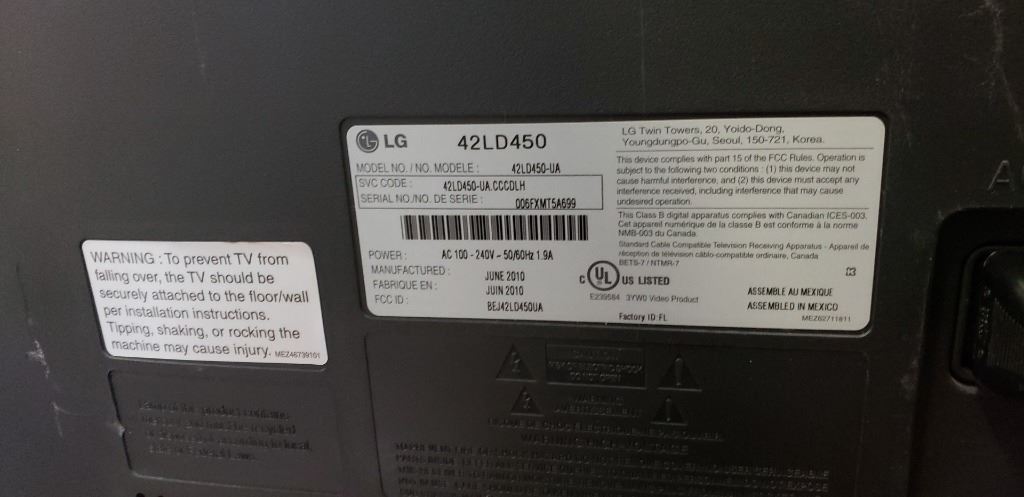 LG 42LD450
MODEL NO. / NO. MODELE : 42LD450-UA
SVC CODE : 42LD450-UA.CCCDLH
SERIAL NO./NO. DE SERIE : 006FXMT5A699
POWER : AC 100 - 240V ~ 50/60Hz 1.9A
MANUFACTURED : JUNE 2010
FABRIQUE EN : JUIN 2010
FCC ID : BEJ42LD450UA
LG Twin Towers, 20, Yoido-Dong,
Youngdungpo-Gu, Seoul, 150-721, Korea.
This device complies with part 15 of the FCC Rules. Operation is
subject to the following two conditions : (1) this device may not
cause harmful interference, and (2) this device must accept any
interference received, including interference that may cause
undesired operation.
This Class B digital apparatus complies with Canadian ICES-003.
Cet appareil numérique de la classe B est conforme à la norme
NMB-003 du Canada.
Standard Cable Compatible Television Receiving Apparatus - Appareil de
réception de télévision câblo-compatible ordinaire, Canada
BETS-7 / NTMR-7
C UL US LISTED
E239584 3YW0 Video Product
Factory ID:FL
ASSEMBLE AU MEXIQUE
ASSEMBLED IN MEXICO
MEZ62711811
WARNING : To prevent TV from
falling over, the TV should be
securely attached to the floor/wall
per installation instructions.
Tipping, shaking, or rocking the
machine may cause injury. MEZ46739101
A
WARNING
AVERTISSEMENT